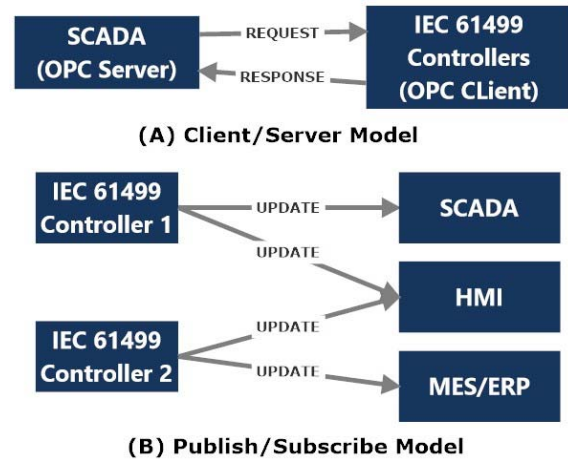 SCADA
(OPC Server)
REQUEST
RESPONSE
IEC 61499
Controllers
(OPC CLient)
(A) Client/Server Model
IEC 61499
Controller 1
UPDATE
SCADA
UPDATE
HMI
IEC 61499
Controller 2
UPDATE
UPDATE
MES/ERP
(B) Publish/Subscribe Model